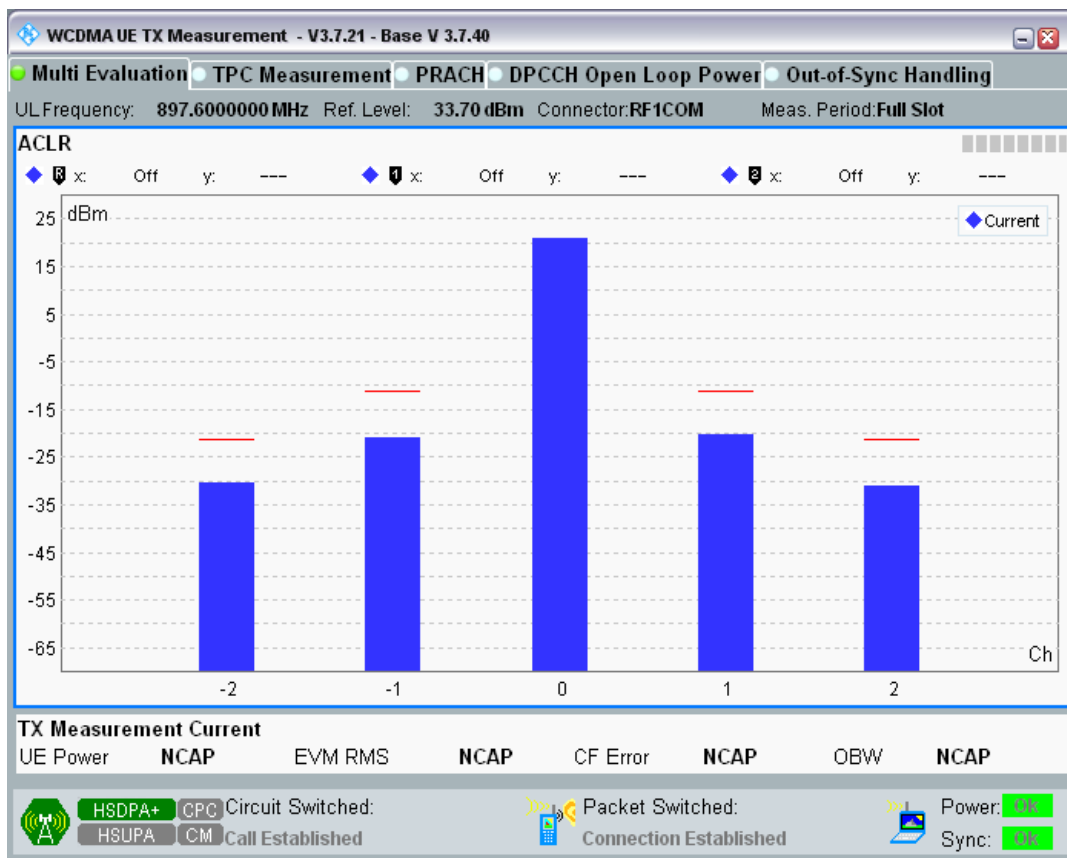 WCDMA UE TX Measurement - V3.7.21 - Base V 3.7.40
Multi Evaluation TPC Measurement PRACH DPCCH Open Loop Power Out-of-Sync Handling
UL Frequency: 897.6000000 MHz Ref. Level: 33.70 dBm Connector:RF1COM Meas. Period:Full Slot
ACLR
R x: Off y: --- 1 x: Off y: --- 2 x: Off y: ---
dBm
Current
25
15
5
-5
-15
-25
-35
-45
-55
-65
Ch
-2 -1 0 1 2
TX Measurement Current
UE Power NCAP EVM RMS NCAP CF Error NCAP OBW NCAP
HSDPA+ CPC Circuit Switched: Packet Switched: Power: Ok
HSUPA CM Call Established Connection Established Sync: Ok